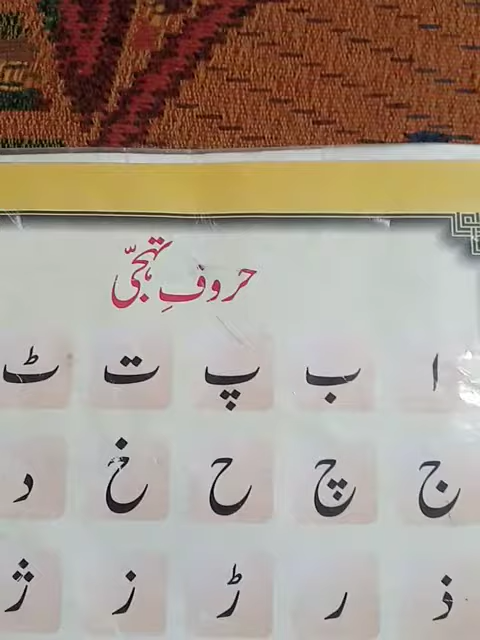 حروفِ تہجّی
ا ب پ ت ٹ
ج چ ح خ د
ذ ر ڑ ز ژ